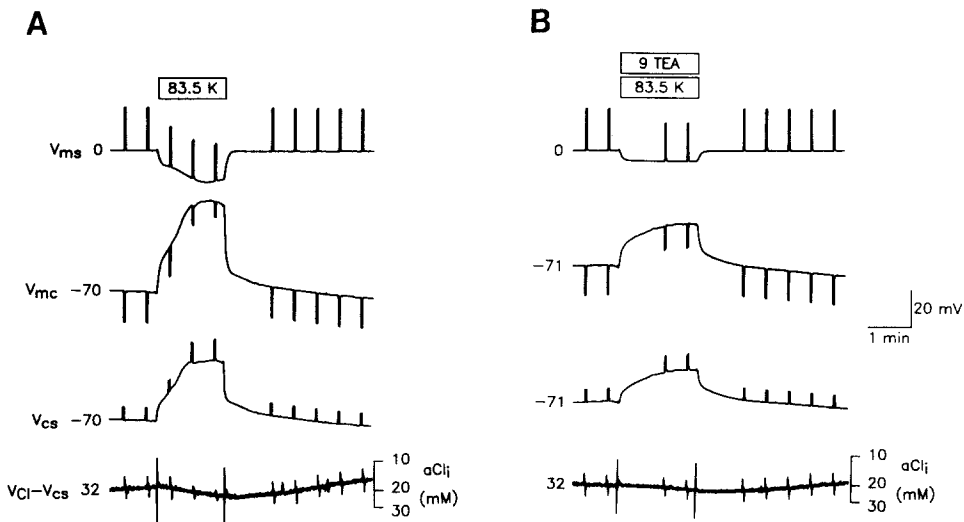 A
83.5 K
Vms 0
Vmc -70
Vcs -70
VCl-Vcs 32
10
20
30
aCli
(mM)
B
9 TEA
83.5 K
0
-71
-71
32
10
20
30
aCli
(mM)
20 mV
1 min